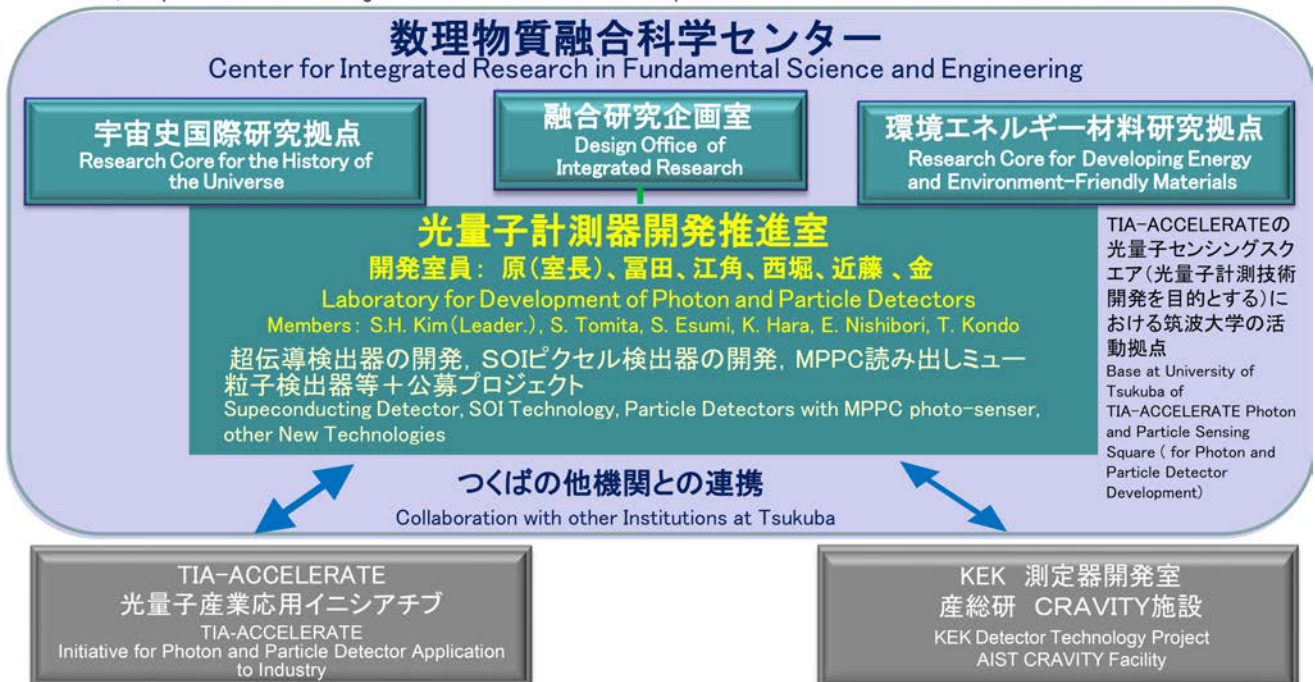 数理物質融合科学センター
Center for Integrated Research in Fundamental Science and Engineering
宇宙史国際研究拠点
Research Core for the History of
the Universe
融合研究企画室
Design Office of
Integrated Research
環境エネルギー材料研究拠点
Research Core for Developing Energy
and Environment-Friendly Materials
光量子計測器開発推進室
開発室員： 原（室長）、冨田、江角、西堀、近藤 、金
Laboratory for Development of Photon and Particle Detectors
Members： S.H. Kim（Leader.）, S. Tomita, S. Esumi, K. Hara, E. Nishibori, T. Kondo
超伝導検出器の開発，SOIピクセル検出器の開発，MPPC読み出しミュー
粒子検出器等＋公募プロジェクト
Supeconducting Detector, SOI Technology, Particle Detectors with MPPC photo-senser,
other New Technologies
TIA-ACCELERATEの
光量子センシングスク
エア（光量子計測技術
開発を目的とする）に
おける筑波大学の活
動拠点
Base at University of
Tsukuba of
TIA-ACCELERATE Photon
and Particle Sensing
Square ( for Photon and
Particle Detector
Development)
つくばの他機関との連携
Collaboration with other Institutions at Tsukuba
TIA-ACCELERATE
光量子産業応用イニシアチブ
TIA-ACCELERATE
Initiative for Photon and Particle Detector Application
to Industry
KEK 測定器開発室
産総研 CRAVITY施設
KEK Detector Technology Project
AIST CRAVITY Facility